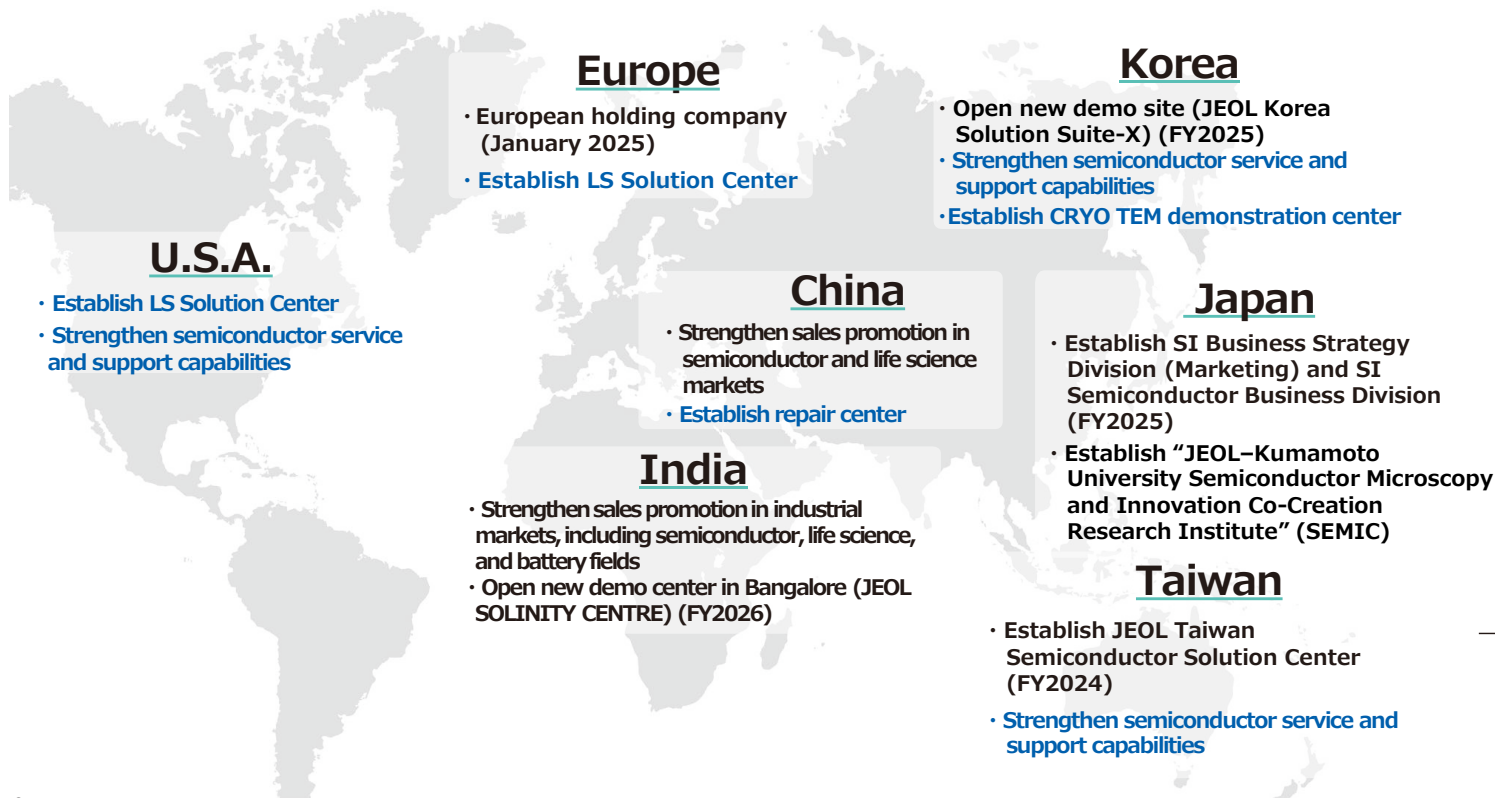 Europe
・European holding company
(January 2025)
・Establish LS Solution Center
Korea
・Open new demo site (JEOL Korea
Solution Suite-X) (FY2025)
・Strengthen semiconductor service and
support capabilities
・Establish CRYO TEM demonstration center
U.S.A.
・Establish LS Solution Center
・Strengthen semiconductor service
and support capabilities
China
・Strengthen sales promotion in
semiconductor and life science
markets
・Establish repair center
Japan
・Establish SI Business Strategy
Division (Marketing) and SI
Semiconductor Business Division
(FY2025)
・Establish “JEOL–Kumamoto
University Semiconductor Microscopy
and Innovation Co-Creation
Research Institute” (SEMIC)
India
・Strengthen sales promotion in industrial
markets, including semiconductor, life science,
and battery fields
・Open new demo center in Bangalore (JEOL
SOLINITY CENTRE) (FY2026)
Taiwan
・Establish JEOL Taiwan
Semiconductor Solution Center
(FY2024)
・Strengthen semiconductor service and
support capabilities